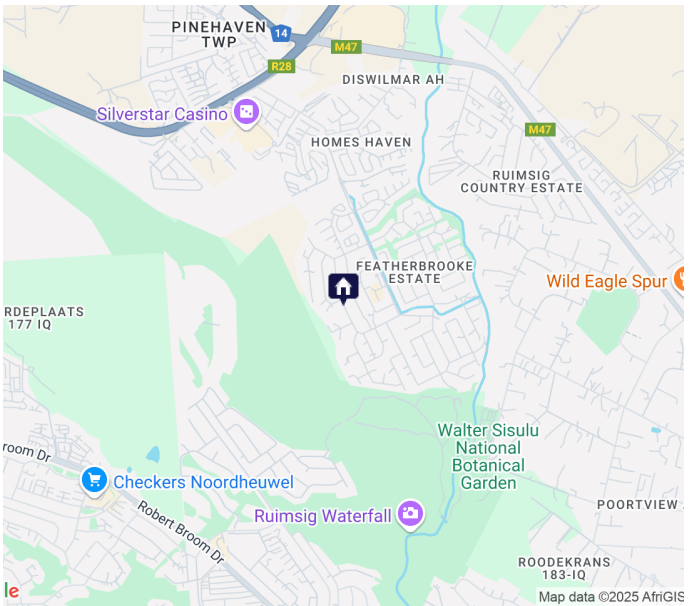 PINEHAVEN
TWP
14
M47
R28
DISWILMAR AH
Silverstar Casino
HOMES HAVEN
M47
RUIMSIG
COUNTRY ESTATE
FEATHERBROOKE
ESTATE
Wild Eagle Spur
RDEPLAATS
177 IQ
Walter Sisulu
National
Botanical
Garden
room Dr
Checkers Noordheuwel
Robert Broom Dr
Ruimsig Waterfall
POORTVIEW
ROODEKRANS
183-IQ
le
Map data ©2025 AfriGIS